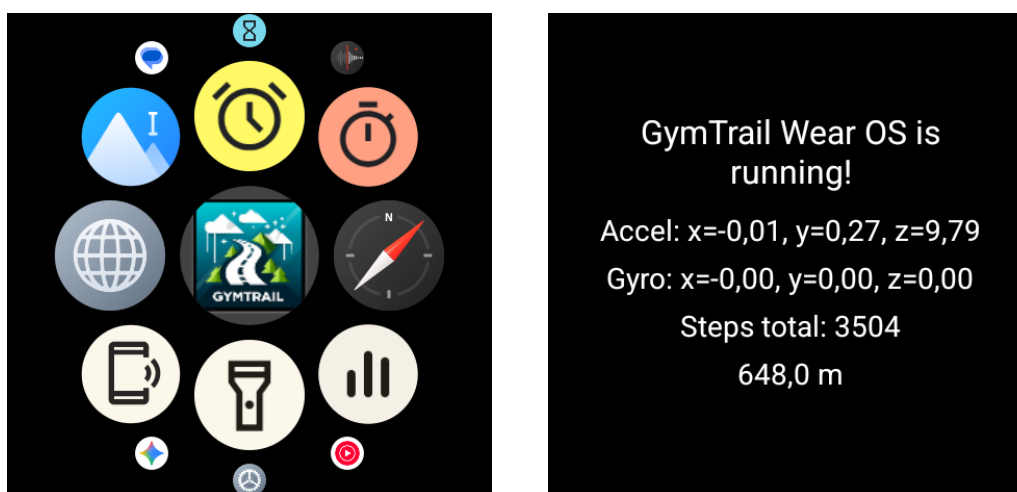 I
N
GYMTRAIL
GymTrail Wear OS is
running!
Accel: x=-0,01, y=0,27, z=9,79
Gyro: x=-0,00, y=0,00, z=0,00
Steps total: 3504
648,0 m